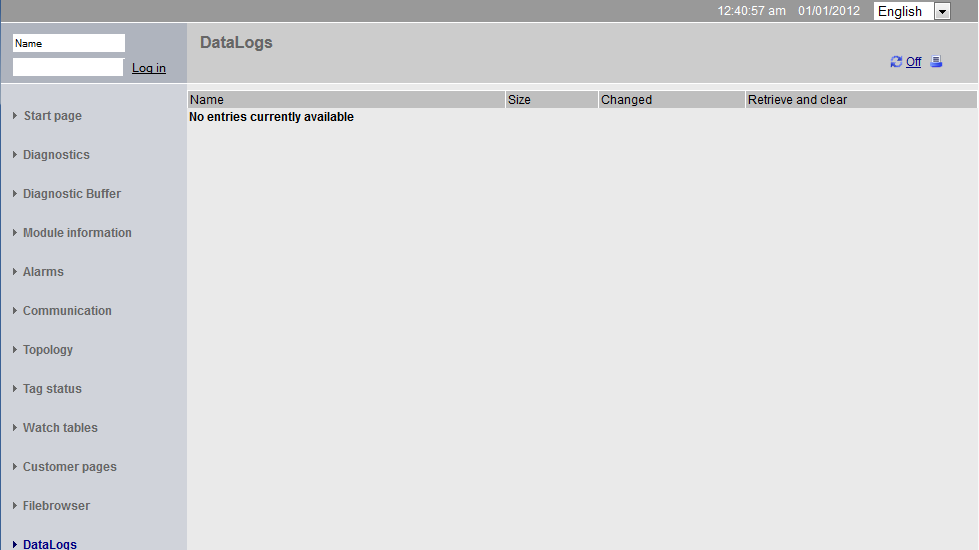 12:40:57 am 01/01/2012 English
Name
Log in
DataLogs
Off
Name Size Changed Retrieve and clear
No entries currently available
Start page
Diagnostics
Diagnostic Buffer
Module information
Alarms
Communication
Topology
Tag status
Watch tables
Customer pages
Filebrowser
DataLogs